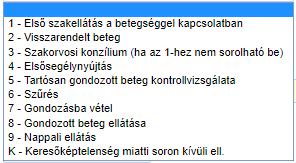 1 - Első szakellátás a betegséggel kapcsolatban
2 - Visszarendelt beteg
3 - Szakorvosi konzílium (ha az 1-hez nem sorolható be)
4 - Elsősegélynyújtás
5 - Tartósan gondozott beteg kontrollvizsgálata
6 - Szűrés
7 - Gondozásba vétel
8 - Gondozott beteg ellátása
9 - Nappali ellátás
K - Keresőképtelenség miatti soron kívüli ell.